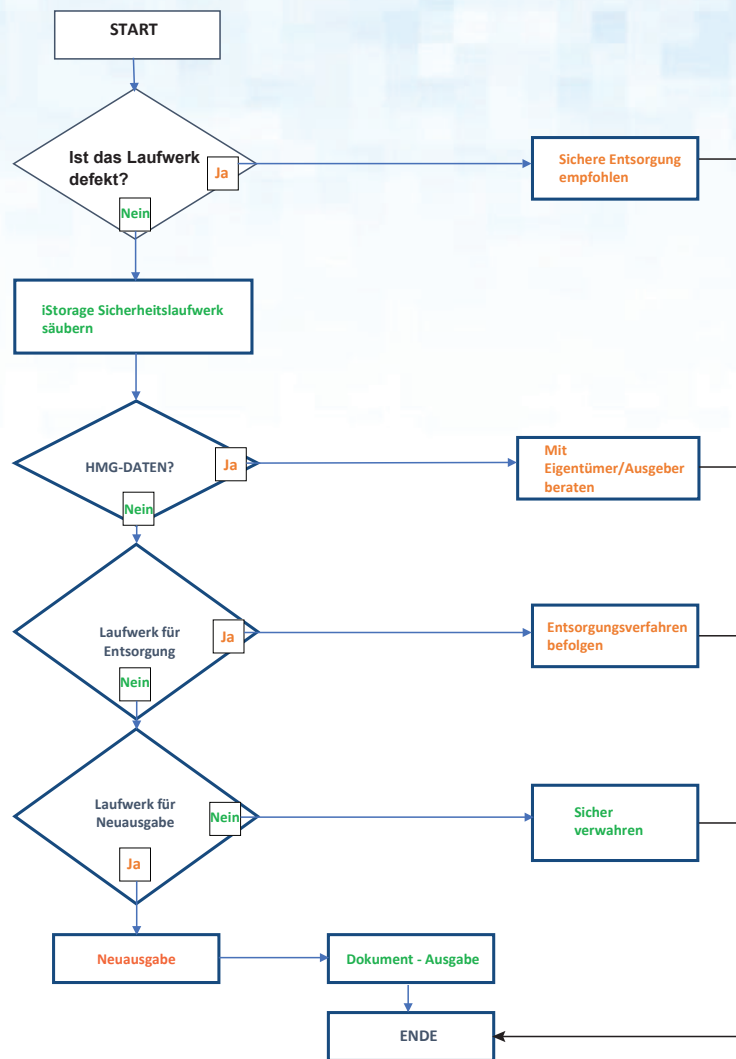 START
Ist das Laufwerk
defekt?
Ja
Sichere Entsorgung
empfohlen
Nein
iStorage Sicherheitslaufwerk
säubern
HMG-DATEN?
Ja
Mit
Eigentümer/Ausgeber
beraten
Nein
Laufwerk für
Entsorgung
Ja
Entsorgungsverfahren
befolgen
Nein
Laufwerk für
Neuausgabe
Nein
Sicher
verwahren
Ja
Neuausgabe
Dokument - Ausgabe
ENDE